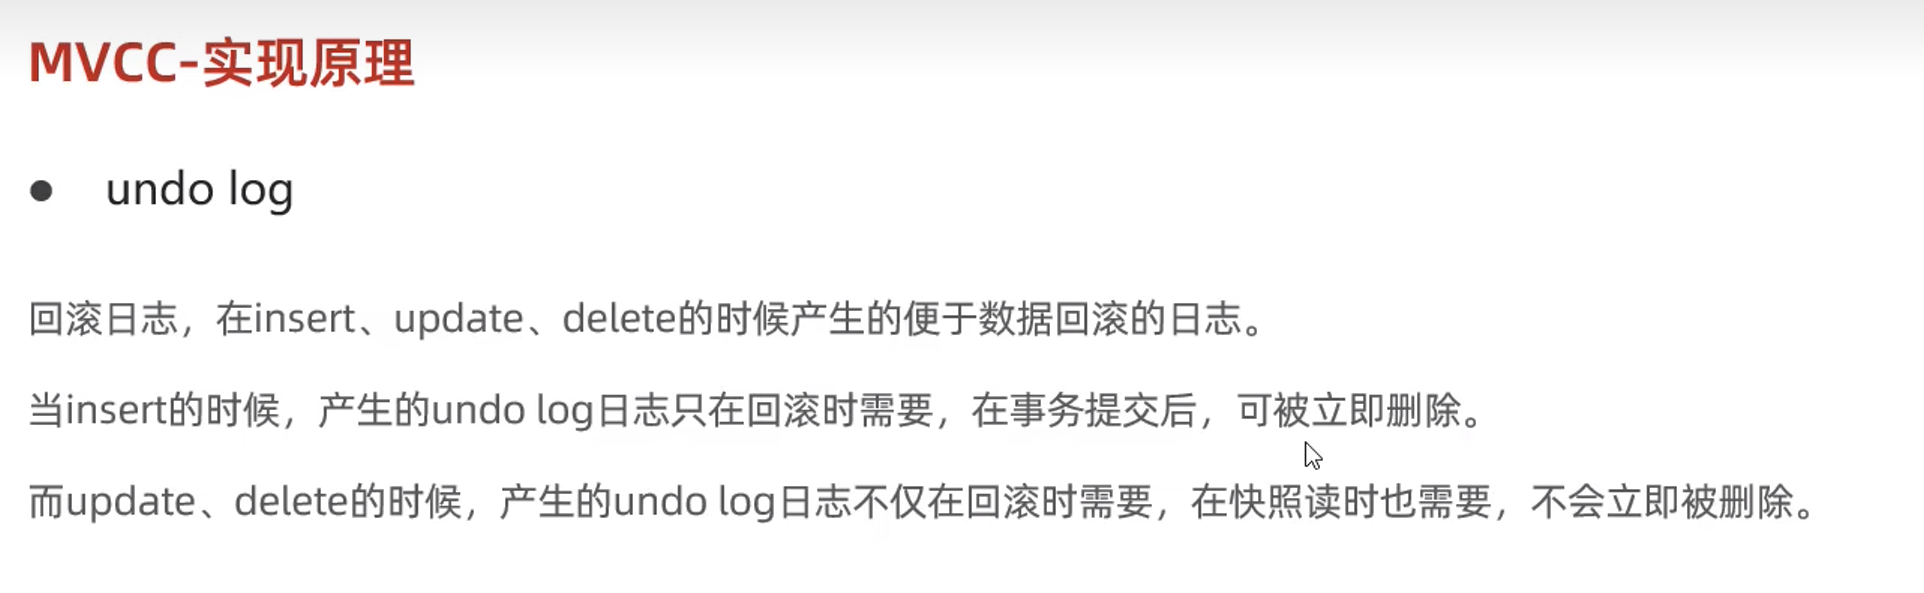 MVCC-实现原理
● undo log
回滚日志，在insert、update、delete的时候产生的便于数据回滚的日志。
当insert的时候，产生的undo log日志只在回滚时需要，在事务提交后，可被立即删除。
而update、delete的时候，产生的undo log日志不仅在回滚时需要，在快照读时也需要，不会立即被删除。